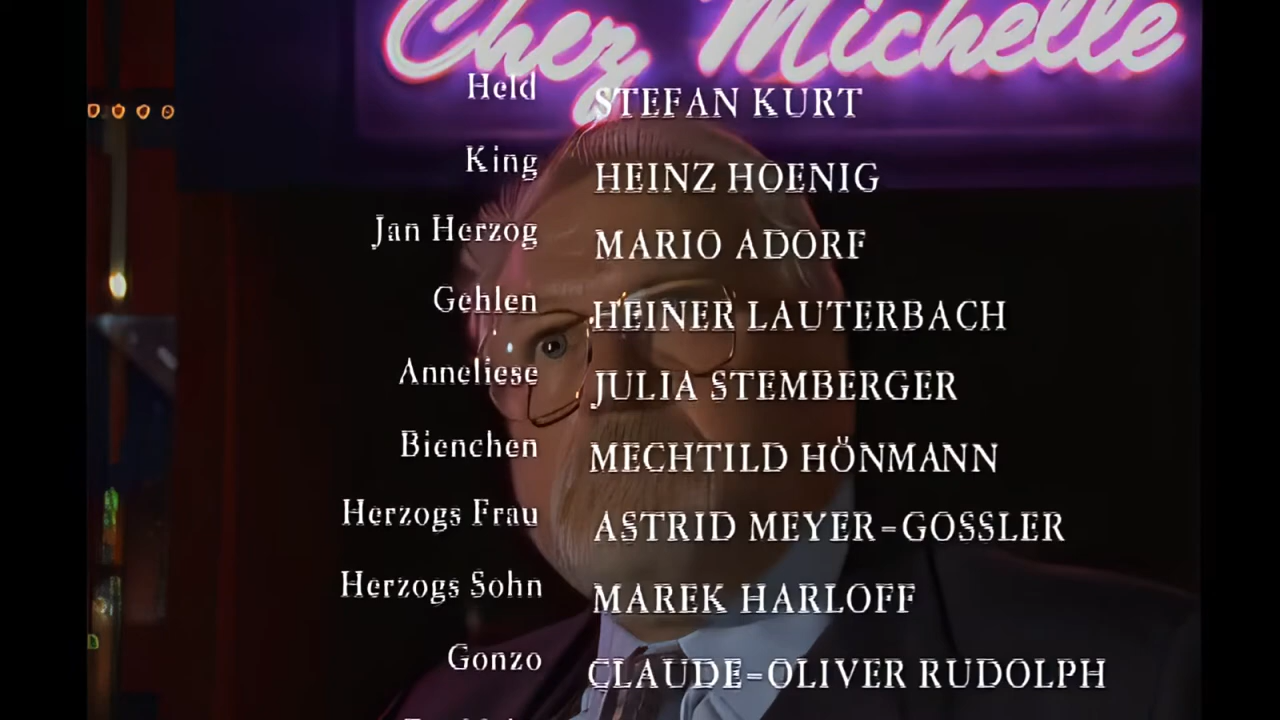 Chez Michelle
Held STEFAN KURT
King HEINZ HOENIG
Jan Herzog MARIO ADORF
Gehlen HEINER LAUTERBACH
Anneliese JULIA STEMBERGER
Bienchen MECHTILD HÖNMANN
Herzogs Frau ASTRID MEYER-GOSSLER
Herzogs Sohn MAREK HARLOFF
Gonzo CLAUDE-OLIVER RUDOLPH